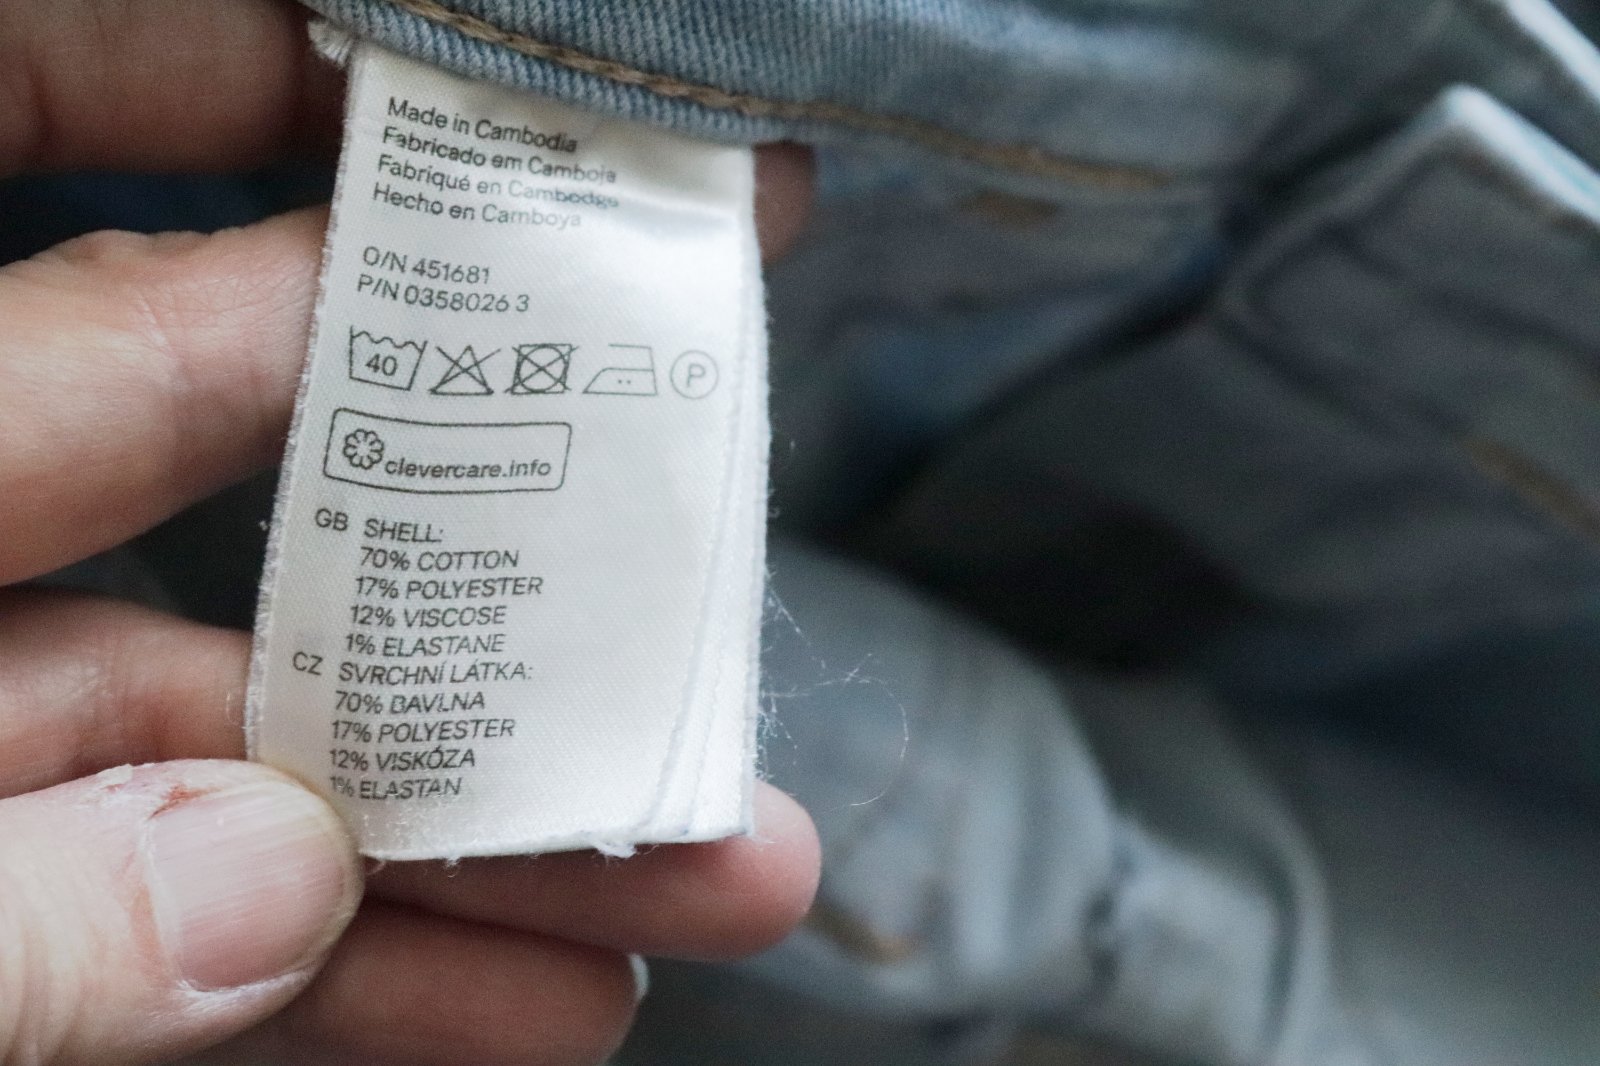 Made in Cambodia
Fabricado em Camboja
Fabriqué en Cambodge
Hecho en Camboya
O/N 451681
P/N 0358026 3
40 P
clevercare.info
GB SHELL:
70% COTTON
17% POLYESTER
12% VISCOSE
1% ELASTANE
CZ SVRCHNÍ LÁTKA:
70% BAVLNA
17% POLYESTER
12% VISKÓZA
1% ELASTAN